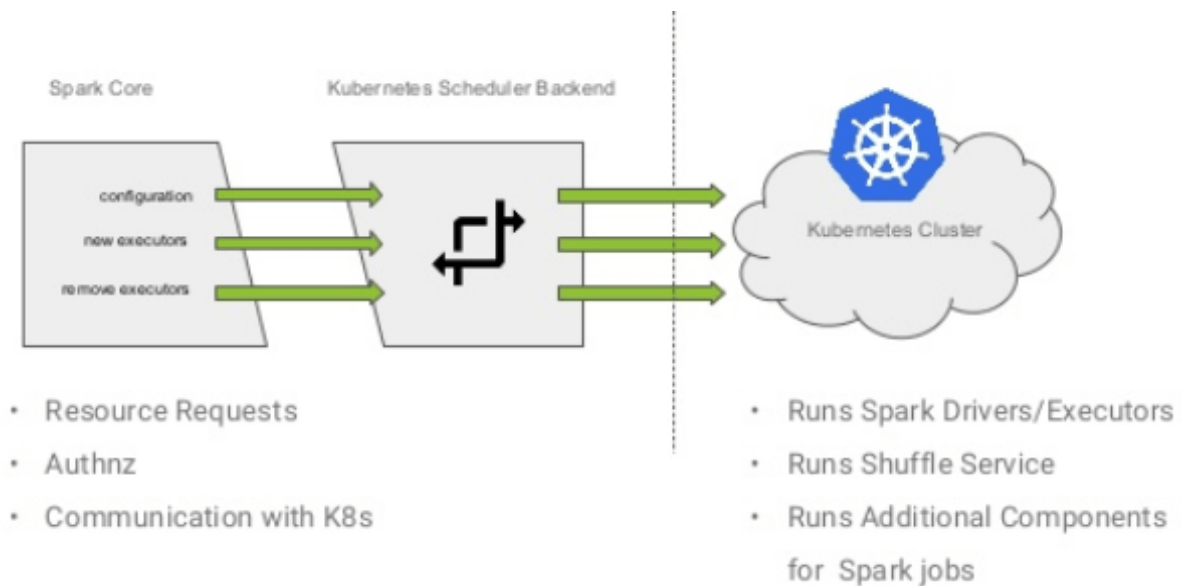 Spark Core
Kubernetes Scheduler Backend
configuration
new executors
remove executors
Kubernetes Cluster
• Resource Requests
• Authnz
• Communication with K8s
• Runs Spark Drivers/Executors
• Runs Shuffle Service
• Runs Additional Components
for Spark jobs